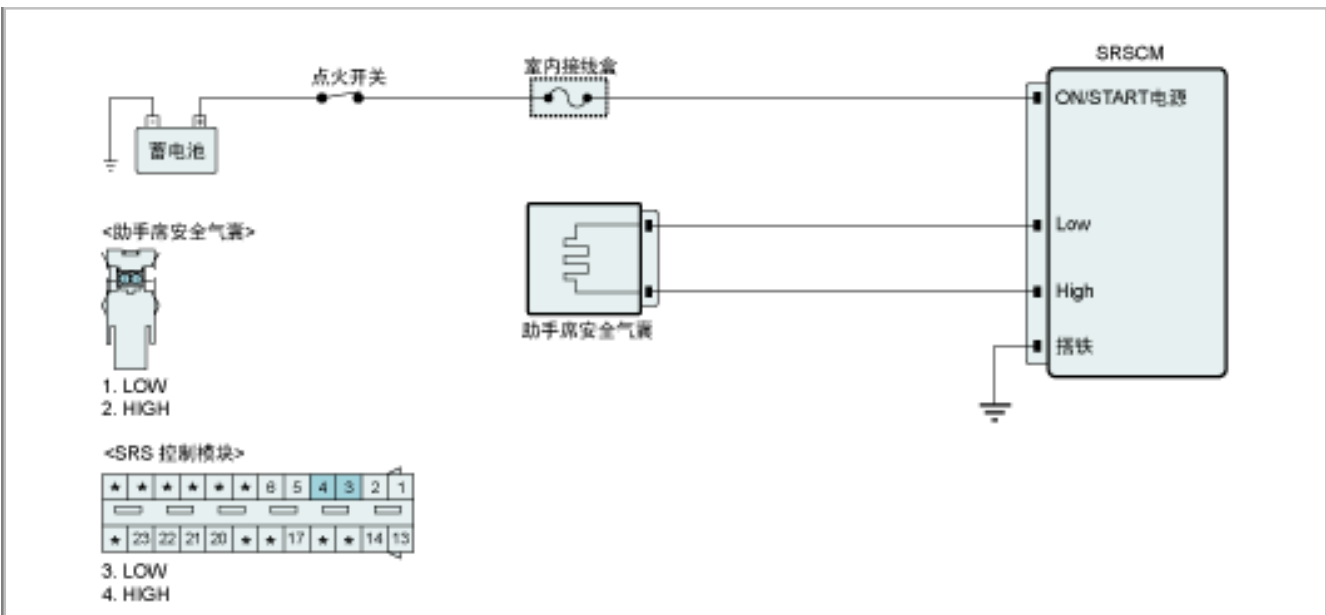 SRSCM
点火开关
室内接线盒
ON/START电源
- +
蓄电池
<助手席安全气囊>
Low
High
助手席安全气囊
搭铁
1. LOW
2. HIGH
<SRS 控制模块>
★ ★ ★ ★ ★ ★ 6 5 4 3 2 1
★ 23 22 21 20 ★ ★ 17 ★ ★ 14 13
3. LOW
4. HIGH